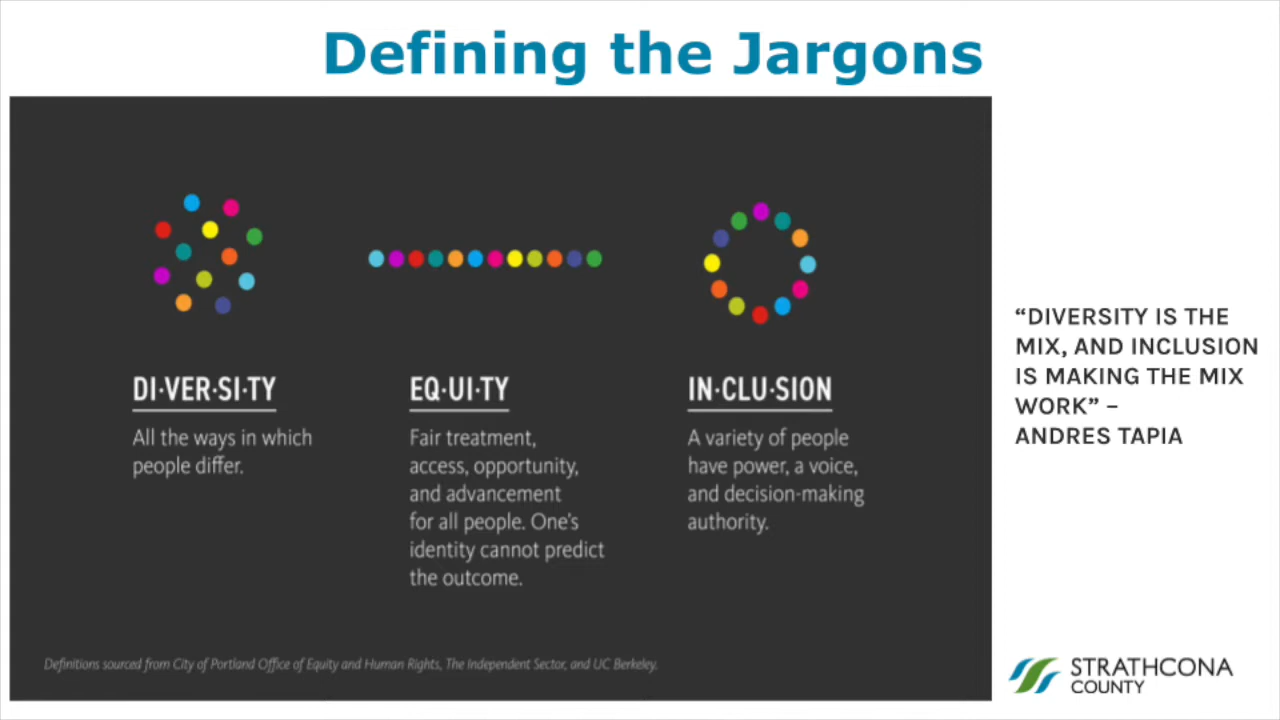 Defining the Jargons
DI·VER·SI·TY
All the ways in which
people differ.
EQ·UI·TY
Fair treatment,
access, opportunity,
and advancement
for all people. One's
identity cannot predict
the outcome.
IN·CLU·SION
A variety of people
have power, a voice,
and decision-making
authority.
Definitions sourced from City of Portland Office of Equity and Human Rights, The Independent Sector, and UC Berkeley.
“DIVERSITY IS THE
MIX, AND INCLUSION
IS MAKING THE MIX
WORK” –
ANDRES TAPIA
STRATHCONA
COUNTY